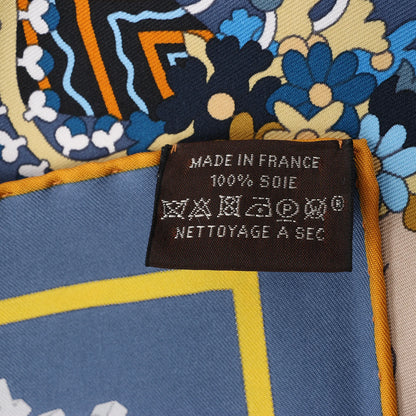 MADE IN FRANCE
100% SOIE
®
NETTOYAGE A SEC